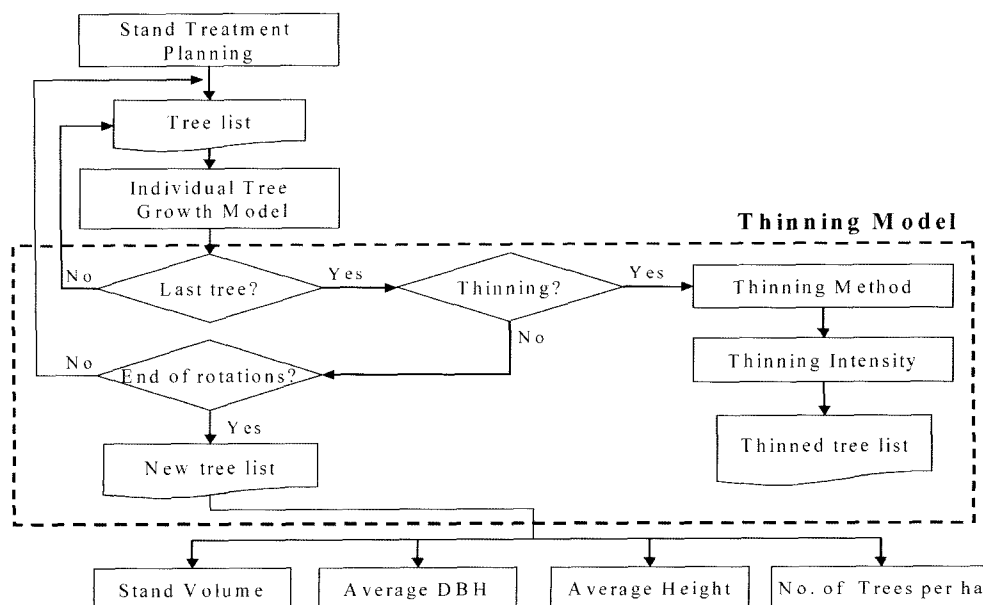 Stand Treatment
Planning
Tree list
Individual Tree
Growth Model
Thinning Model
No
Last tree?
Yes
Thinning?
Yes
Thinning Method
No
Thinning Intensity
No
End of rotations?
Yes
Thinned tree list
New tree list
Stand Volume
Average DBH
Average Height
No. of Trees per ha